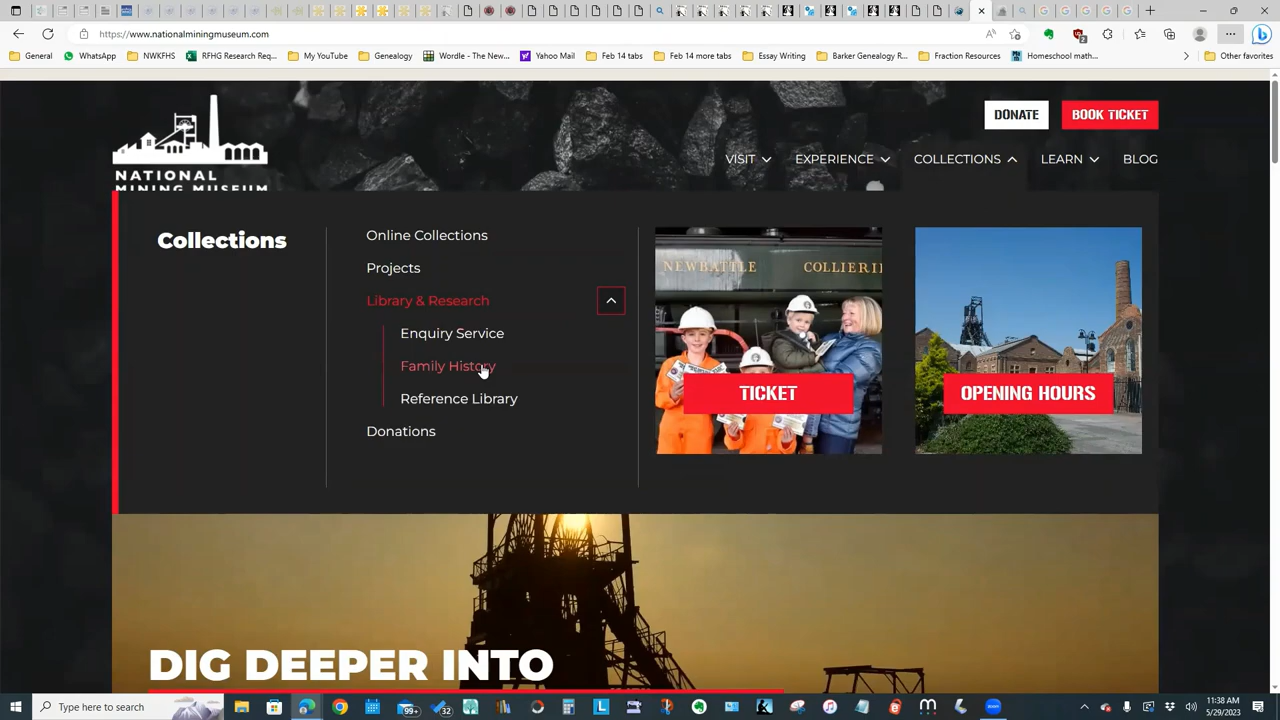 https://www.nationalminingmuseum.com
General WhatsApp NWKFHS RFHG Research Req... My YouTube Genealogy Wordle - The New... Yahoo Mail Feb 14 tabs Feb 14 more tabs Essay Writing Barker Genealogy R... Fraction Resources Homeschool math... Other favorites
DONATE BOOK TICKET
NATIONAL
MINING MUSEUM
VISIT EXPERIENCE COLLECTIONS LEARN BLOG
Collections
Online Collections
Projects
Library & Research
Enquiry Service
Family History
Reference Library
Donations
NEWBATTLE COLLIERI
TICKET
OPENING HOURS
DIG DEEPER INTO
Type here to search
99+
32
11:38 AM
5/29/2023